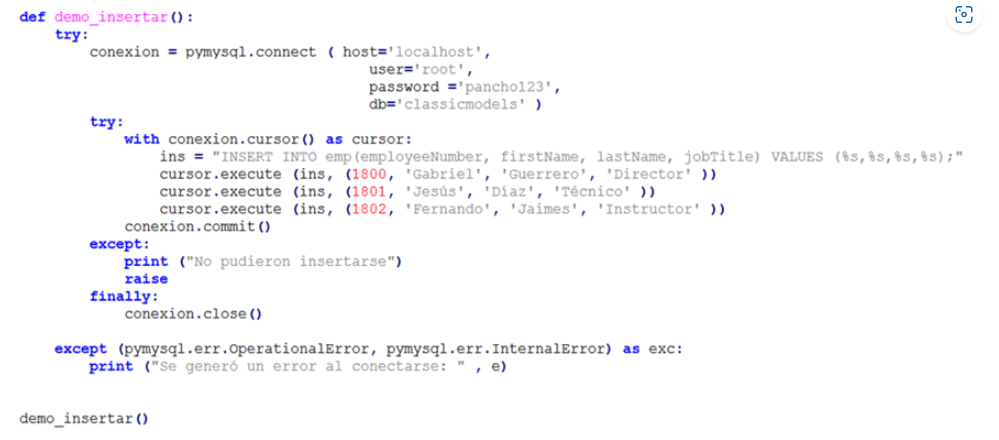 def demo_insertar():
    try:
        conexion = pymysql.connect ( host='localhost',
                                        user='root',
                                        password ='pancho123',
                                        db='classicmodels' )
        try:
            with conexion.cursor() as cursor:
                ins = "INSERT INTO emp(employeeNumber, firstName, lastName, jobTitle) VALUES (%s,%s,%s,%s);"
                cursor.execute (ins, (1800, 'Gabriel', 'Guerrero', 'Director' ))
                cursor.execute (ins, (1801, 'Jesús', 'Díaz', 'Técnico' ))
                cursor.execute (ins, (1802, 'Fernando', 'Jaimes', 'Instructor' ))
            conexion.commit()
        except:
            print ("No pudieron insertarse")
            raise
        finally:
            conexion.close()
    except (pymysql.err.OperationalError, pymysql.err.InternalError) as exc:
        print ("Se generó un error al conectarse: " , e)
demo_insertar()